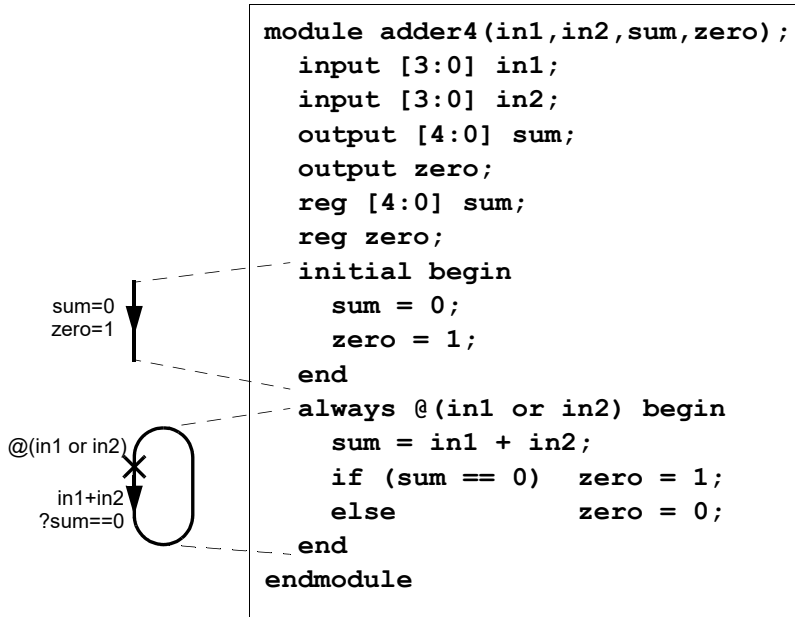 module adder4(in1,in2,sum,zero);
input [3:0] in1;
input [3:0] in2;
output [4:0] sum;
output zero;
reg [4:0] sum;
reg zero;
initial begin
sum = 0;
zero = 1;
end
always @(in1 or in2) begin
sum = in1 + in2;
if (sum == 0)  zero = 1;
else           zero = 0;
end
endmodule
sum=0
zero=1
@(in1 or in2)
in1+in2
?sum==0